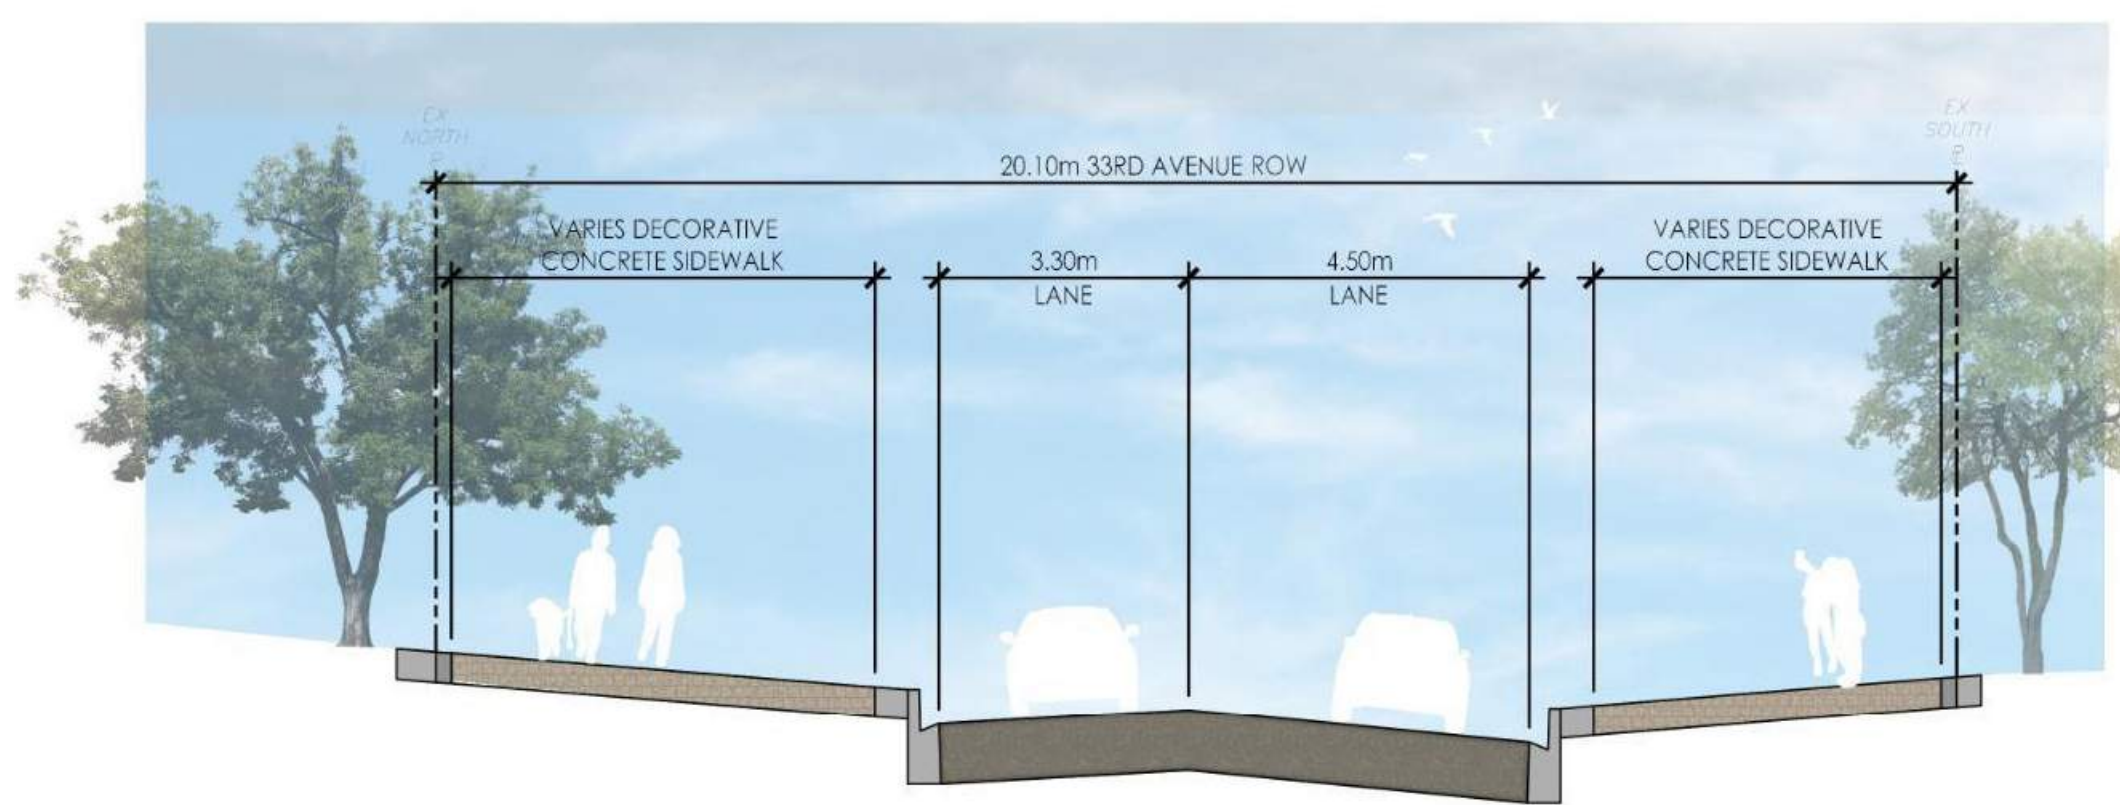 EX
NORTH
EX
SOUTH
20.10m 33RD AVENUE ROW
VARIES DECORATIVE
CONCRETE SIDEWALK
3.30m
LANE
4.50m
LANE
VARIES DECORATIVE
CONCRETE SIDEWALK